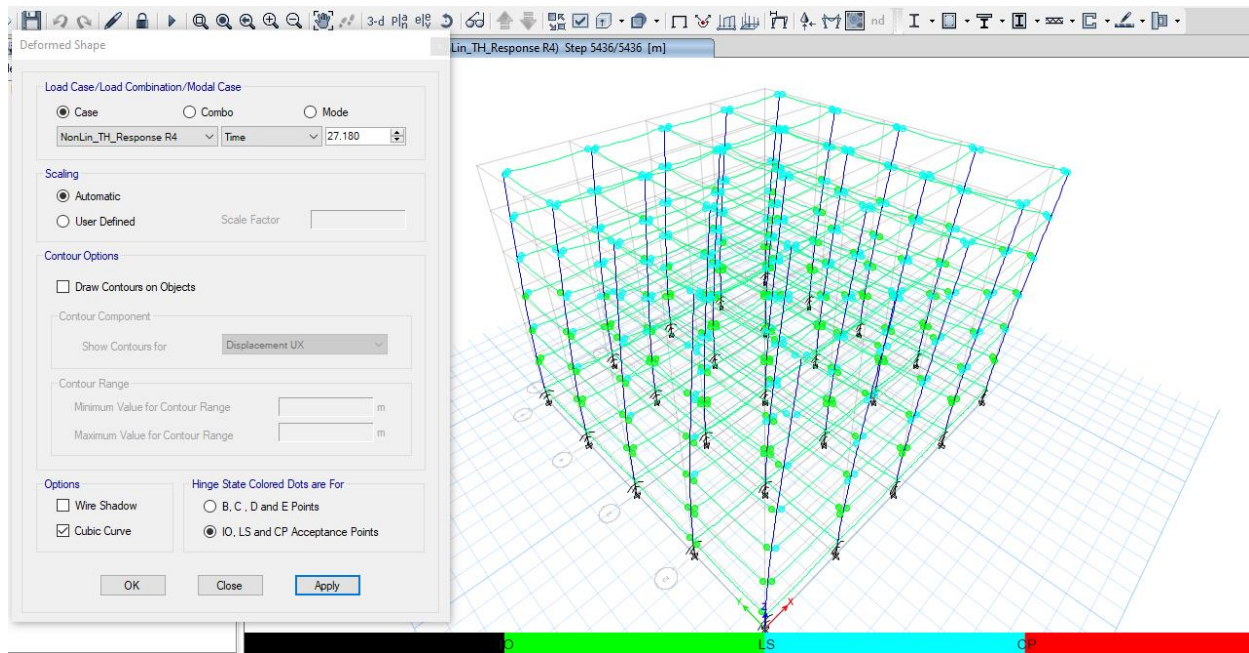 3-d
nd
Deformed Shape
Lin_TH_Response R4) Step 5436/5436 [m]
Load Case/Load Combination/Modal Case
Case Combo Mode
NonLin_TH_Response R4 Time 27.180
Scaling
Automatic
User Defined Scale Factor
Contour Options
Draw Contours on Objects
Contour Component
Show Contours for Displacement UX
Contour Range
Minimum Value for Contour Range m
Maximum Value for Contour Range m
Options Hinge State Colored Dots are For
Wire Shadow B, C , D and E Points
Cubic Curve IO, LS and CP Acceptance Points
OK Close Apply
Y Z X
IO LS CP